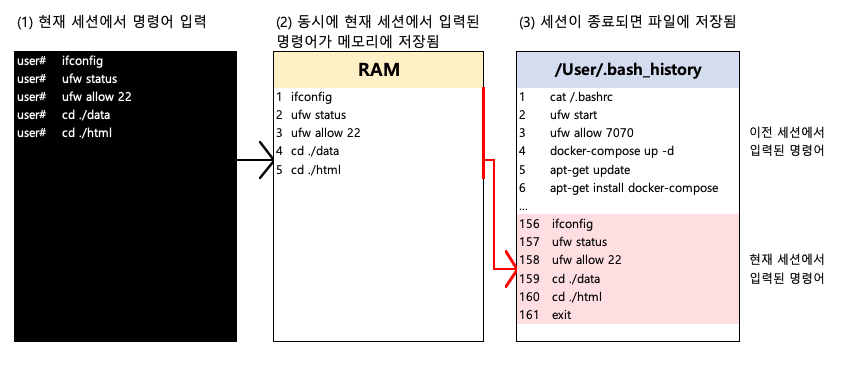 (1) 현재 세션에서 명령어 입력
user# ifconfig
user# ufw status
user# ufw allow 22
user# cd ./data
user# cd ./html
(2) 동시에 현재 세션에서 입력된
명령어가 메모리에 저장됨
RAM
1 ifconfig
2 ufw status
3 ufw allow 22
4 cd ./data
5 cd ./html
(3) 세션이 종료되면 파일에 저장됨
/User/.bash_history
1 cat /.bashrc
2 ufw start
3 ufw allow 7070
4 docker-compose up -d
5 apt-get update
6 apt-get install docker-compose
...
156 ifconfig
157 ufw status
158 ufw allow 22
159 cd ./data
160 cd ./html
161 exit
이전 세션에서
입력된 명령어
현재 세션에서
입력된 명령어